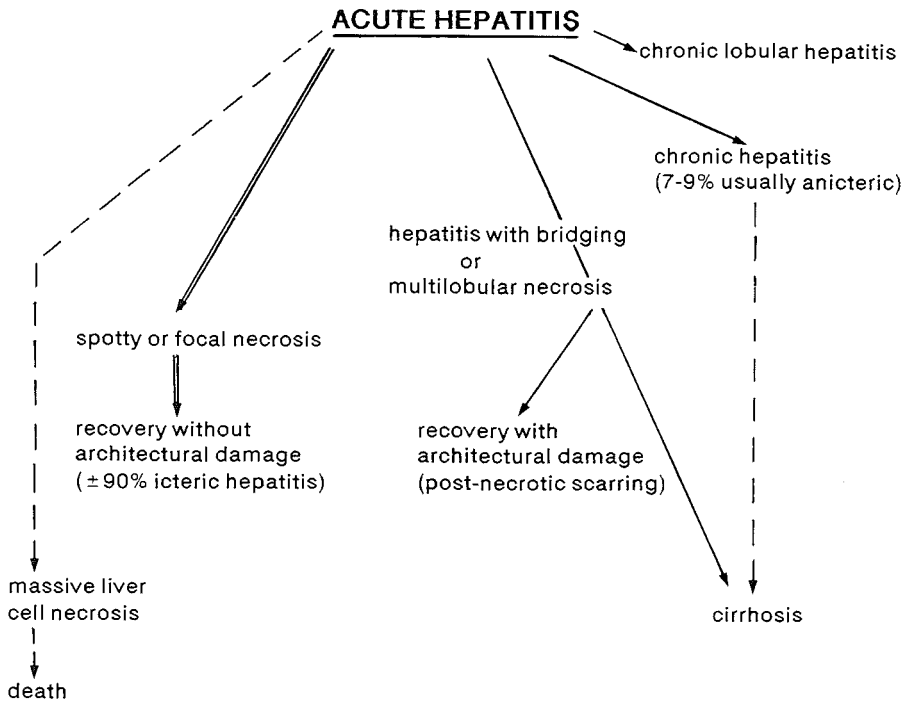 ACUTE HEPATITIS
chronic lobular hepatitis
chronic hepatitis
(7-9% usually anicteric)
hepatitis with bridging
or
multilobular necrosis
spotty or focal necrosis
recovery without
architectural damage
(±90% icteric hepatitis)
recovery with
architectural damage
(post-necrotic scarring)
massive liver
cell necrosis
cirrhosis
death